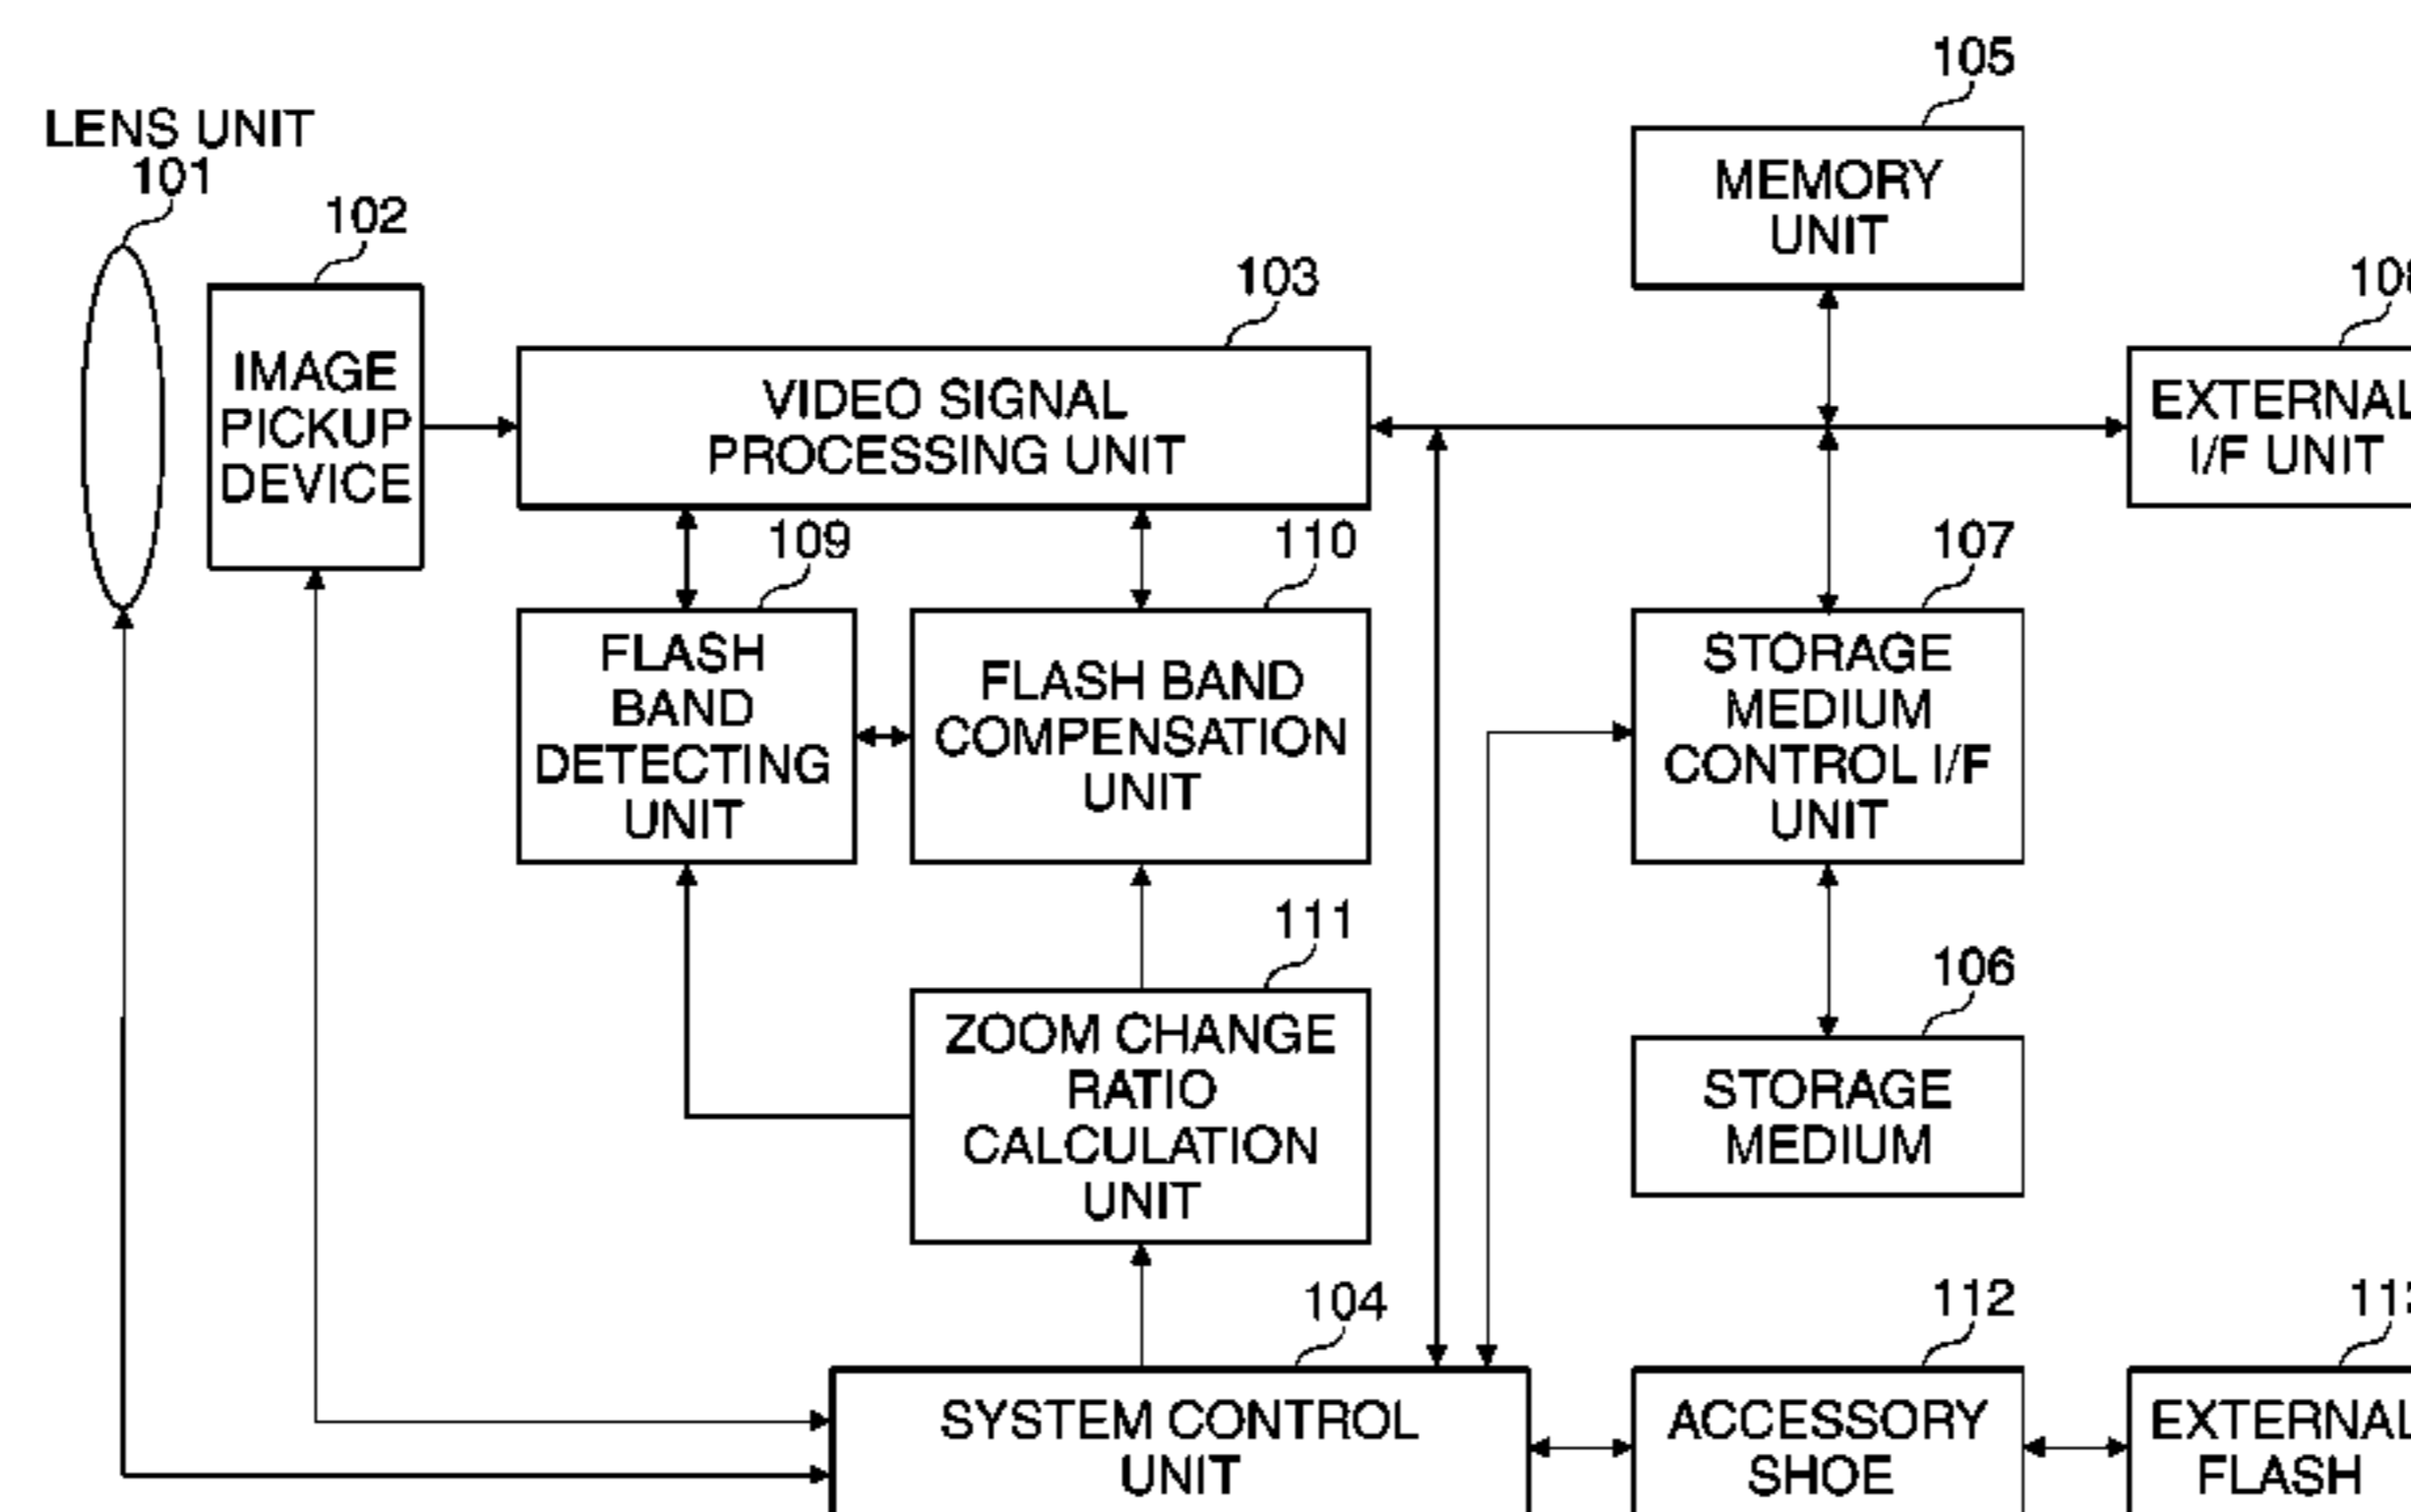 LENS UNIT
101
102
IMAGE
PICKUP
DEVICE
103
VIDEO SIGNAL
PROCESSING UNIT
105
MEMORY
UNIT
EXTERNAL
I/F UNIT
109
FLASH
BAND
DETECTING
UNIT
110
FLASH BAND
COMPENSATION
UNIT
107
STORAGE
MEDIUM
CONTROL I/F
UNIT
111
ZOOM CHANGE
RATIO
CALCULATION
UNIT
106
STORAGE
MEDIUM
104
SYSTEM CONTROL
UNIT
112
ACCESSORY
SHOE
EXTERNAL
FLASH